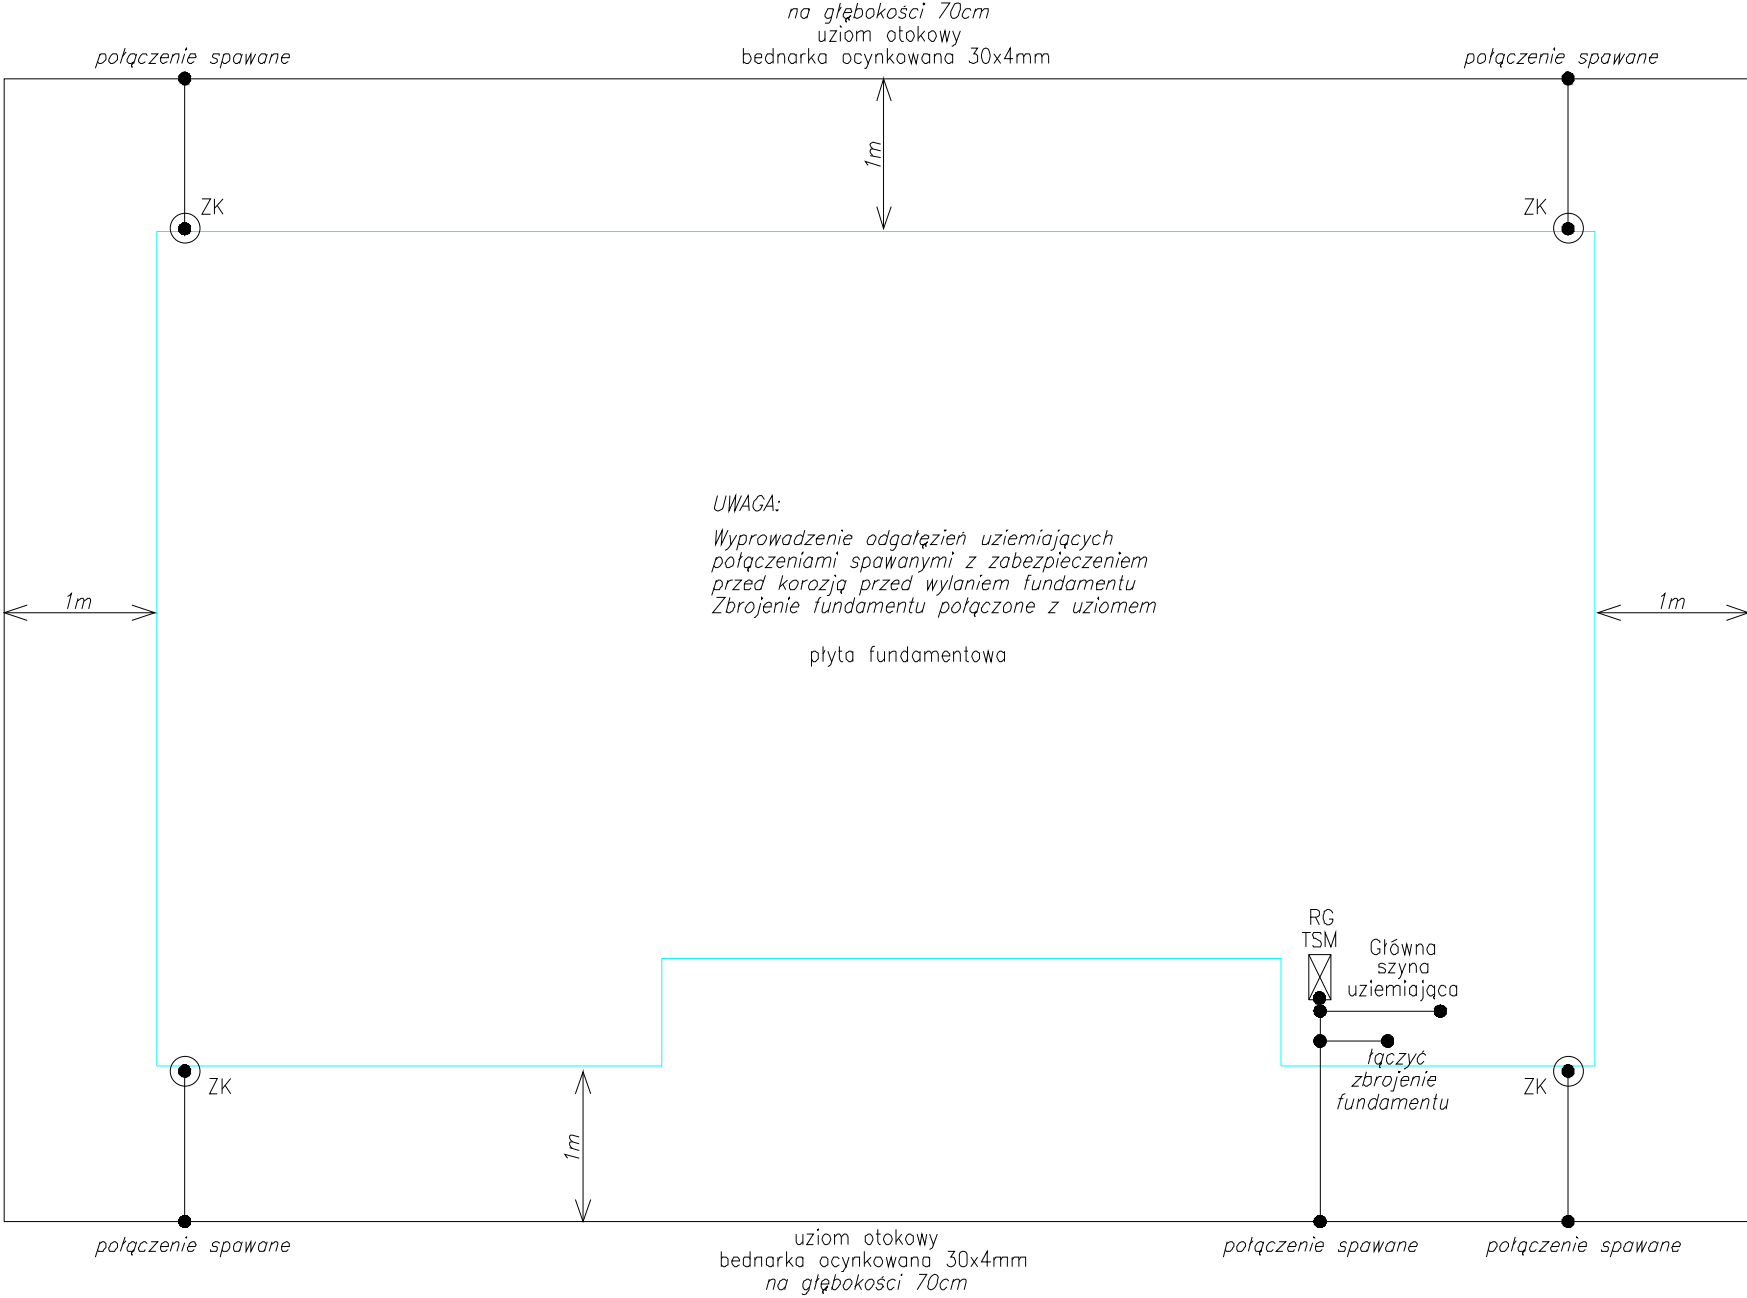 na głębokości 70cm
uziom otokowy
bednarka ocynkowana 30x4mm
połączenie spawane
połączenie spawane
1m
ZK
ZK
UWAGA:
Wyprowadzenie odgałęzień uziemiających
połączeniami spawanymi z zabezpieczeniem
przed korozją przed wylaniem fundamentu
Zbrojenie fundamentu połączone z uziomem
1m
1m
płyta fundamentowa
RG
TSM
Główna
szyna
uziemiająca
łączyć
zbrojenie
fundamentu
ZK
ZK
1m
połączenie spawane
uziom otokowy
bednarka ocynkowana 30x4mm
na głębokości 70cm
połączenie spawane
połączenie spawane